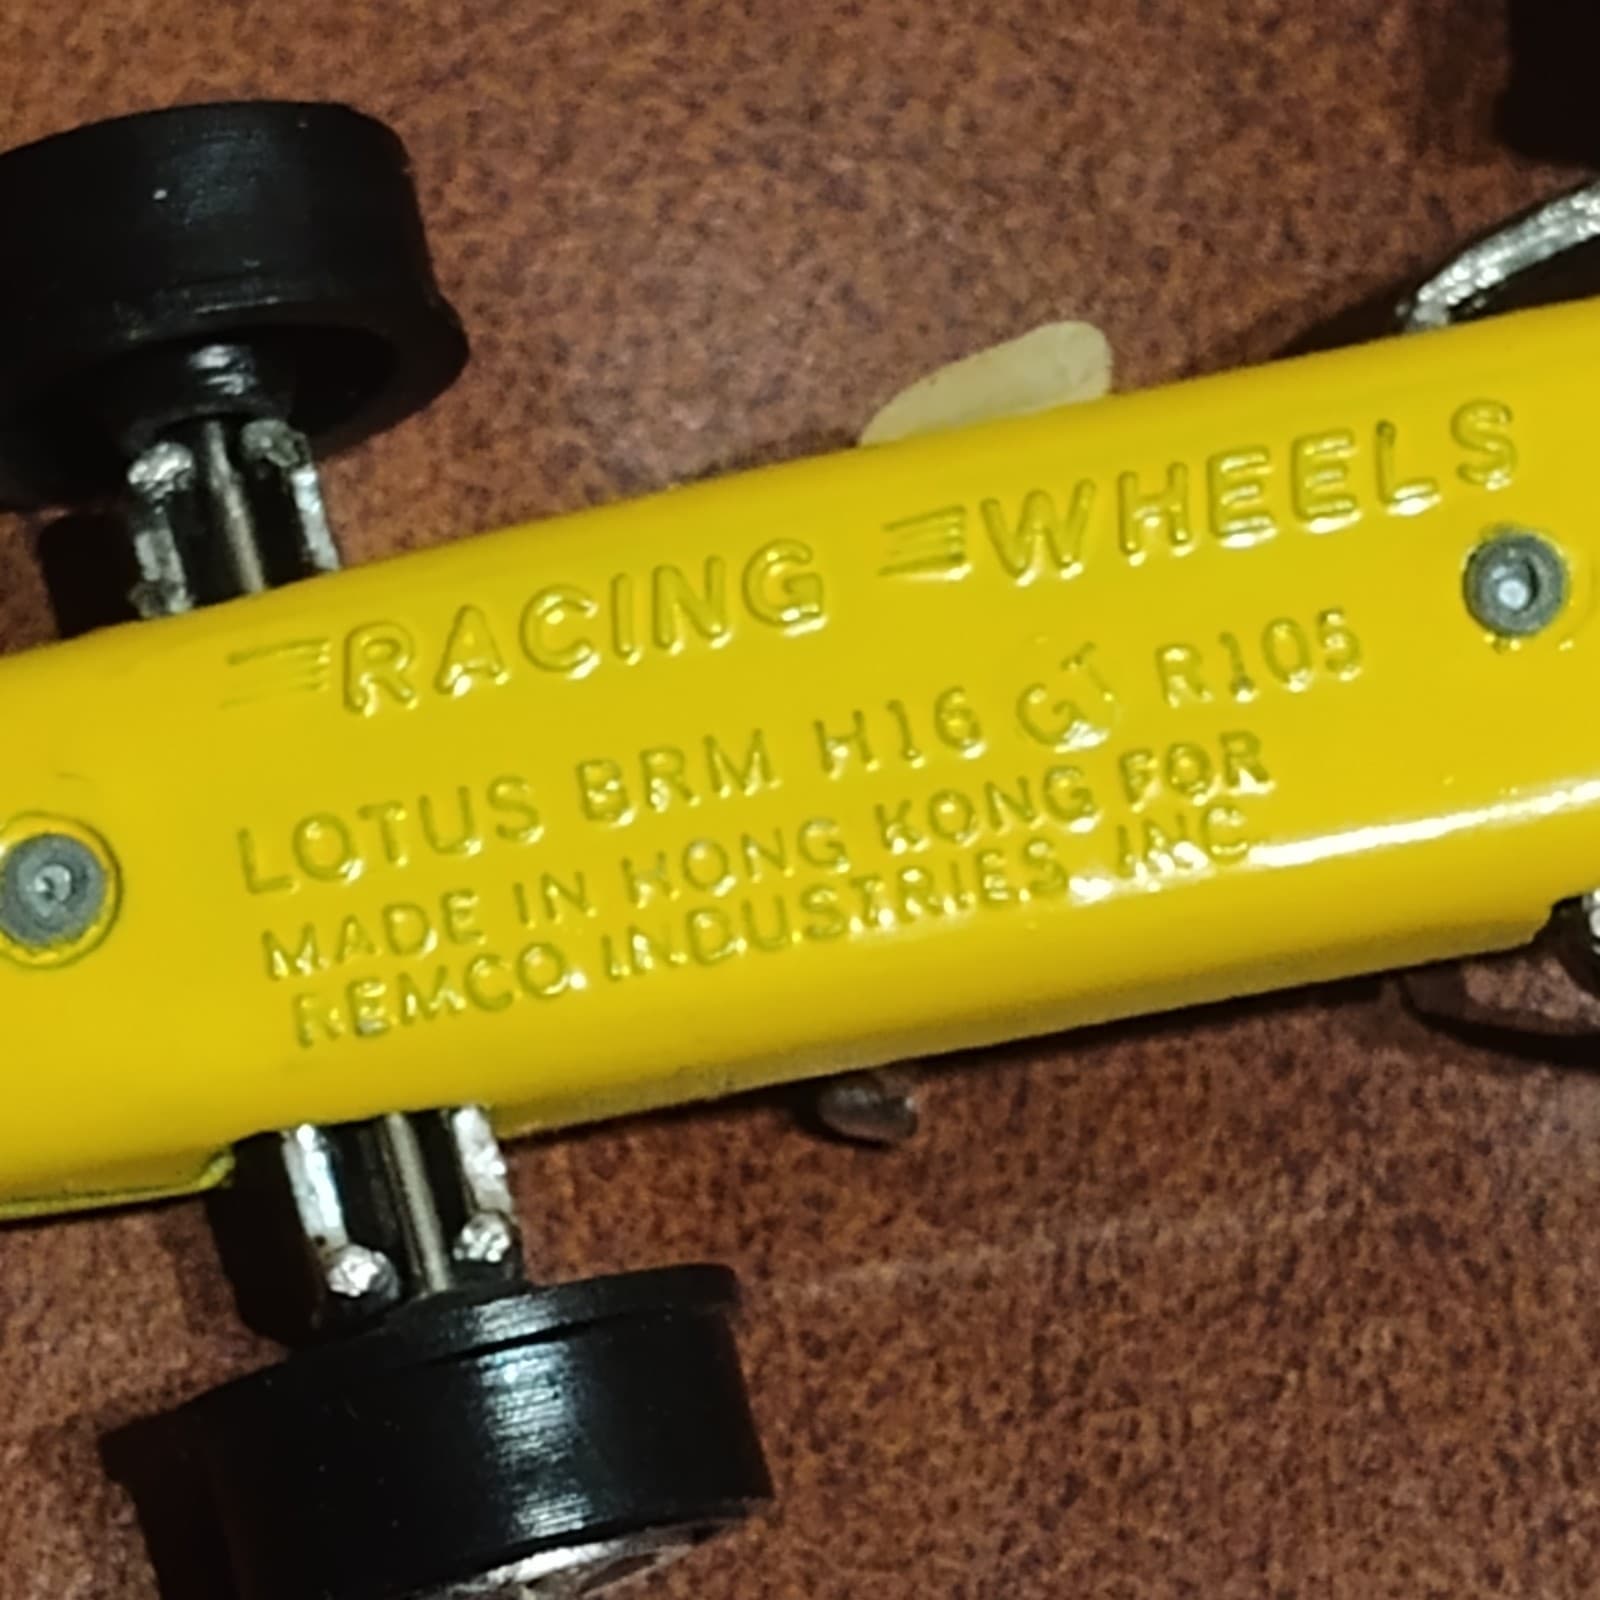 RACING WHEELS
LOTUS BRM H16 GT R105
MADE IN HONG KONG FOR
REMCO INDUSTRIES, INC.